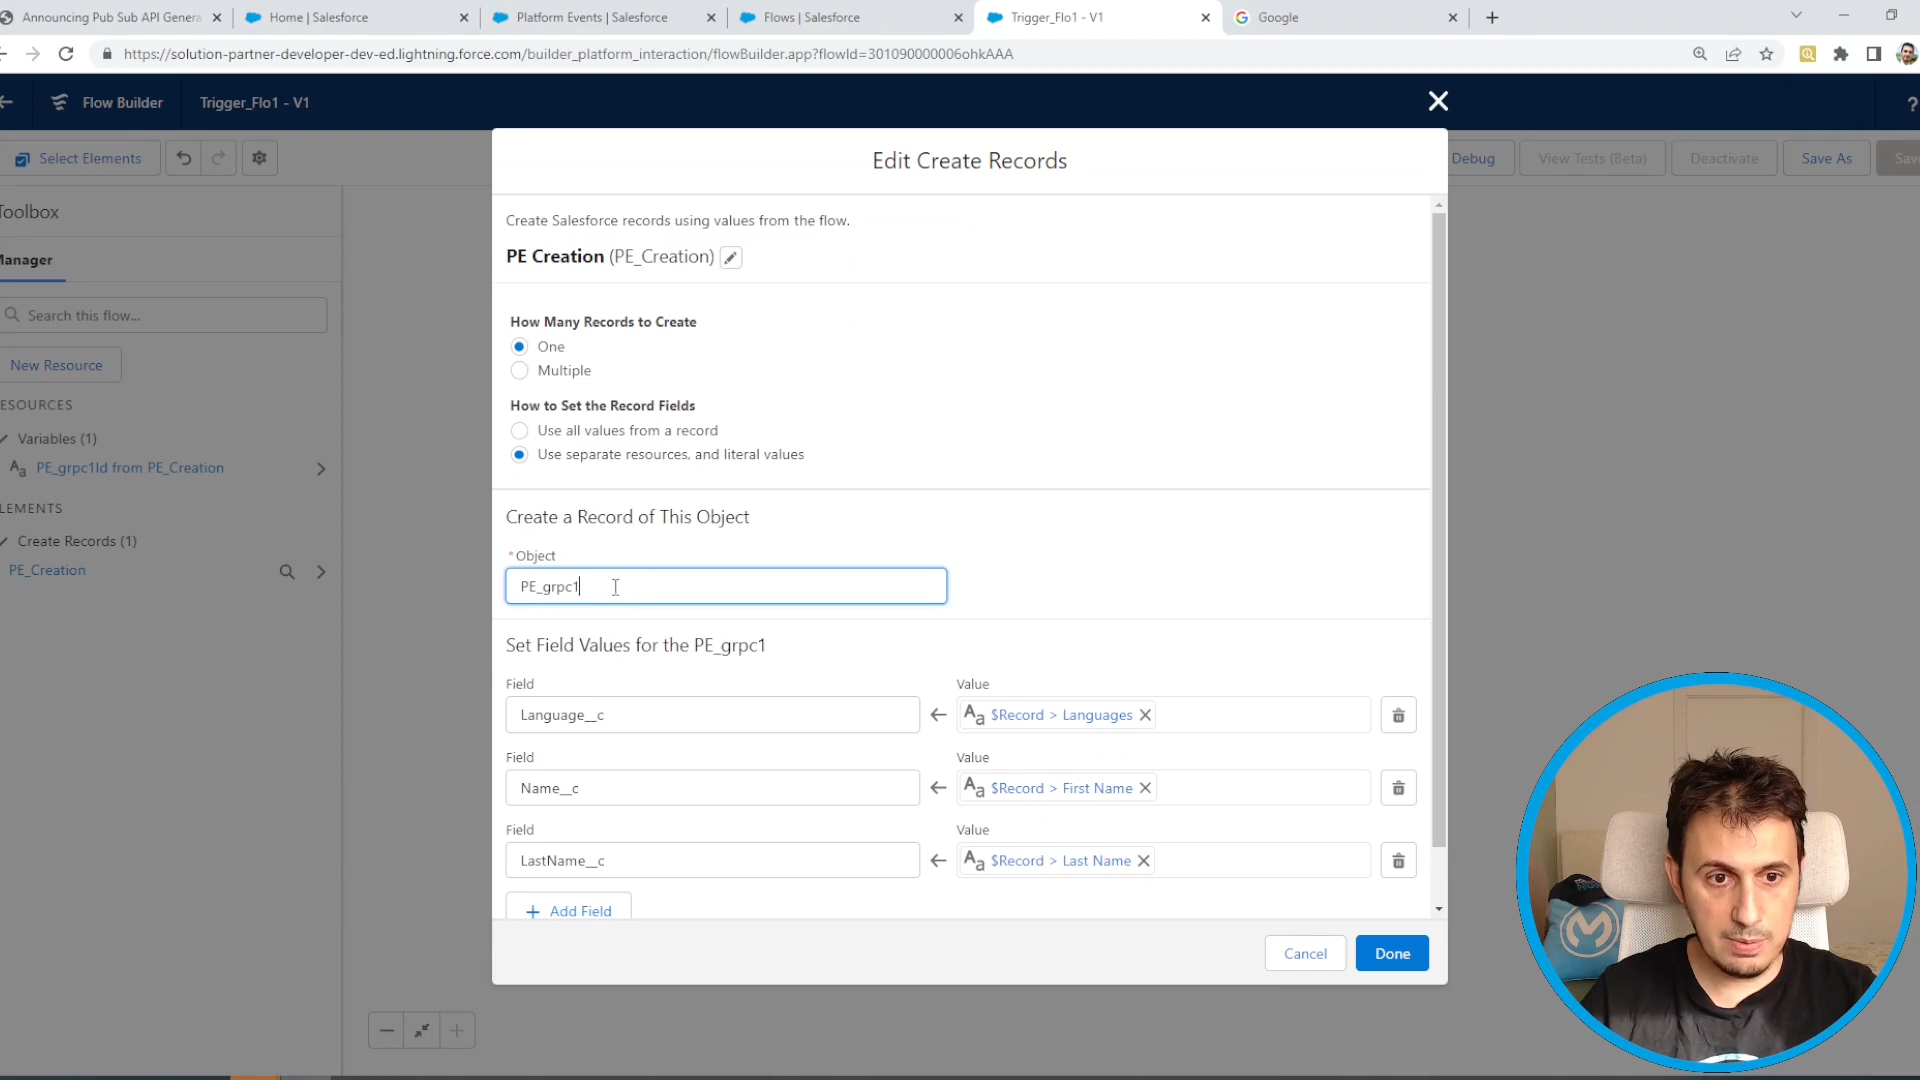 Announcing Pub Sub API Genera
Home | Salesforce
Platform Events | Salesforce
Flows | Salesforce
Trigger_Flo1 - V1
Google
https://solution-partner-developer-dev-ed.lightning.force.com/builder_platform_interaction/flowBuilder.app?flowId=301090000006ohkAAA
Flow Builder
Trigger_Flo1 - V1
?
Select Elements
Debug
View Tests (Beta)
Deactivate
Save As
Sav
Toolbox
Manager
Search this flow...
New Resource
ESOURCES
Variables (1)
Aa PE_grpc1Id from PE_Creation
LEMENTS
Create Records (1)
PE_Creation
Edit Create Records
Create Salesforce records using values from the flow.
PE Creation (PE_Creation)
How Many Records to Create
One
Multiple
How to Set the Record Fields
Use all values from a record
Use separate resources, and literal values
Create a Record of This Object
*Object
PE_grpc1
Set Field Values for the PE_grpc1
Field
Value
Language__c
Aa $Record > Languages
Field
Value
Name__c
Aa $Record > First Name
Field
Value
LastName__c
Aa $Record > Last Name
+ Add Field
Cancel
Done